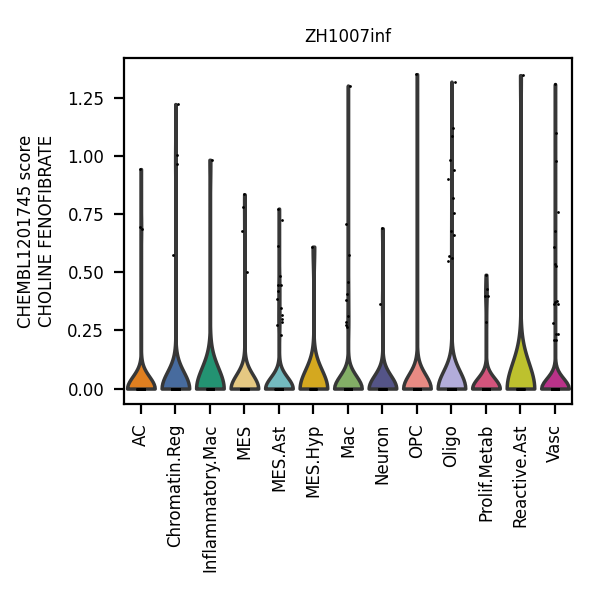 ZH1007inf
CHEMBL1201745 score
CHOLINE FENOFIBRATE
1.25
1.00
0.75
0.50
0.25
0.00
AC
Chromatin.Reg
Inflammatory.Mac
MES
MES.Ast
MES.Hyp
Mac
Neuron
OPC
Oligo
Prolif.Metab
Reactive.Ast
Vasc